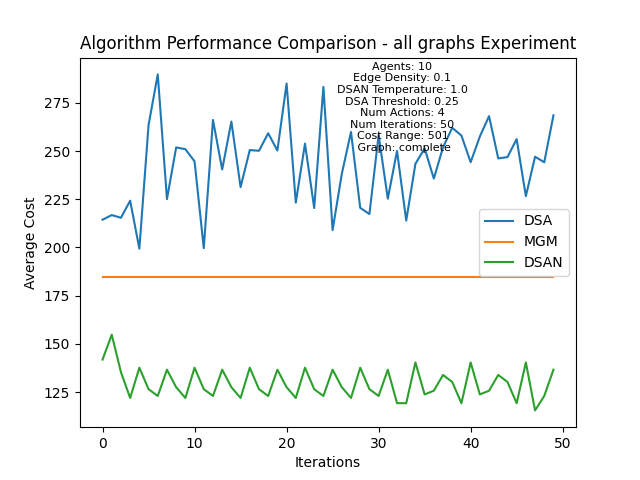 Algorithm Performance Comparison - all graphs Experiment
Agents: 10
Edge Density: 0.1
DSAN Temperature: 1.0
DSA Threshold: 0.25
Num Actions: 4
Num Iterations: 50
Cost Range: 501
Graph: complete
Average Cost
275
250
225
200
175
150
125
DSA
MGM
DSAN
0
10
20
30
40
50
Iterations